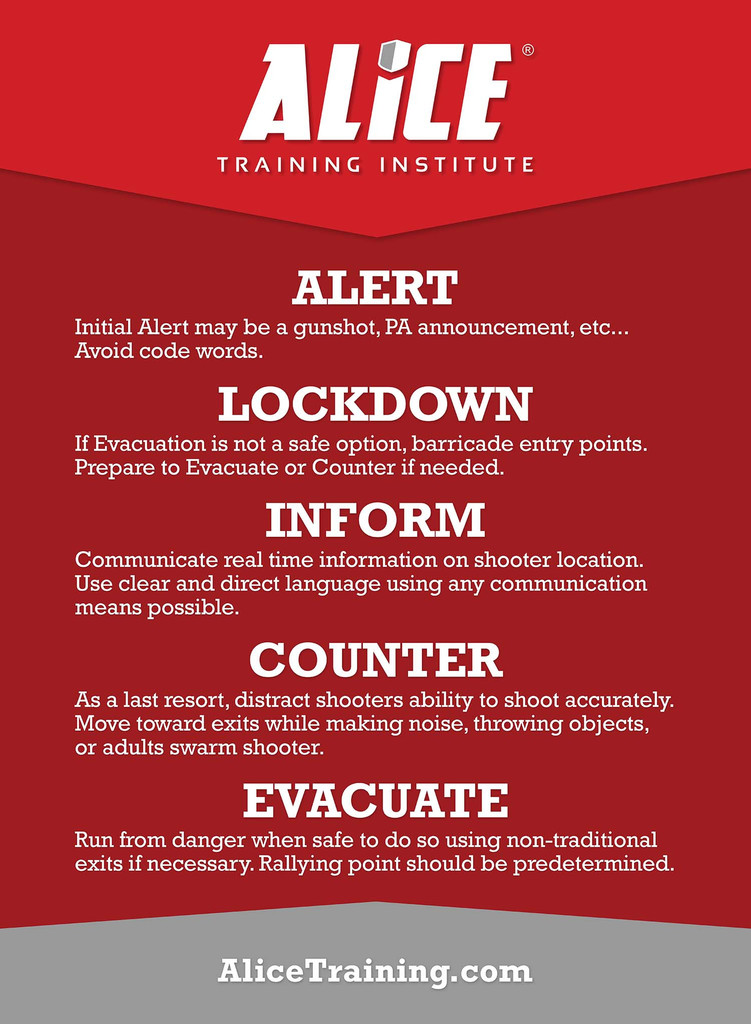 ALiCE®
TRAINING INSTITUTE
ALERT
Initial Alert may be a gunshot, PA announcement, etc...
Avoid code words.
LOCKDOWN
If Evacuation is not a safe option, barricade entry points.
Prepare to Evacuate or Counter if needed.
INFORM
Communicate real time information on shooter location.
Use clear and direct language using any communication
means possible.
COUNTER
As a last resort, distract shooters ability to shoot accurately.
Move toward exits while making noise, throwing objects,
or adults swarm shooter.
EVACUATE
Run from danger when safe to do so using non-traditional
exits if necessary. Rallying point should be predetermined.
AliceTraining.com